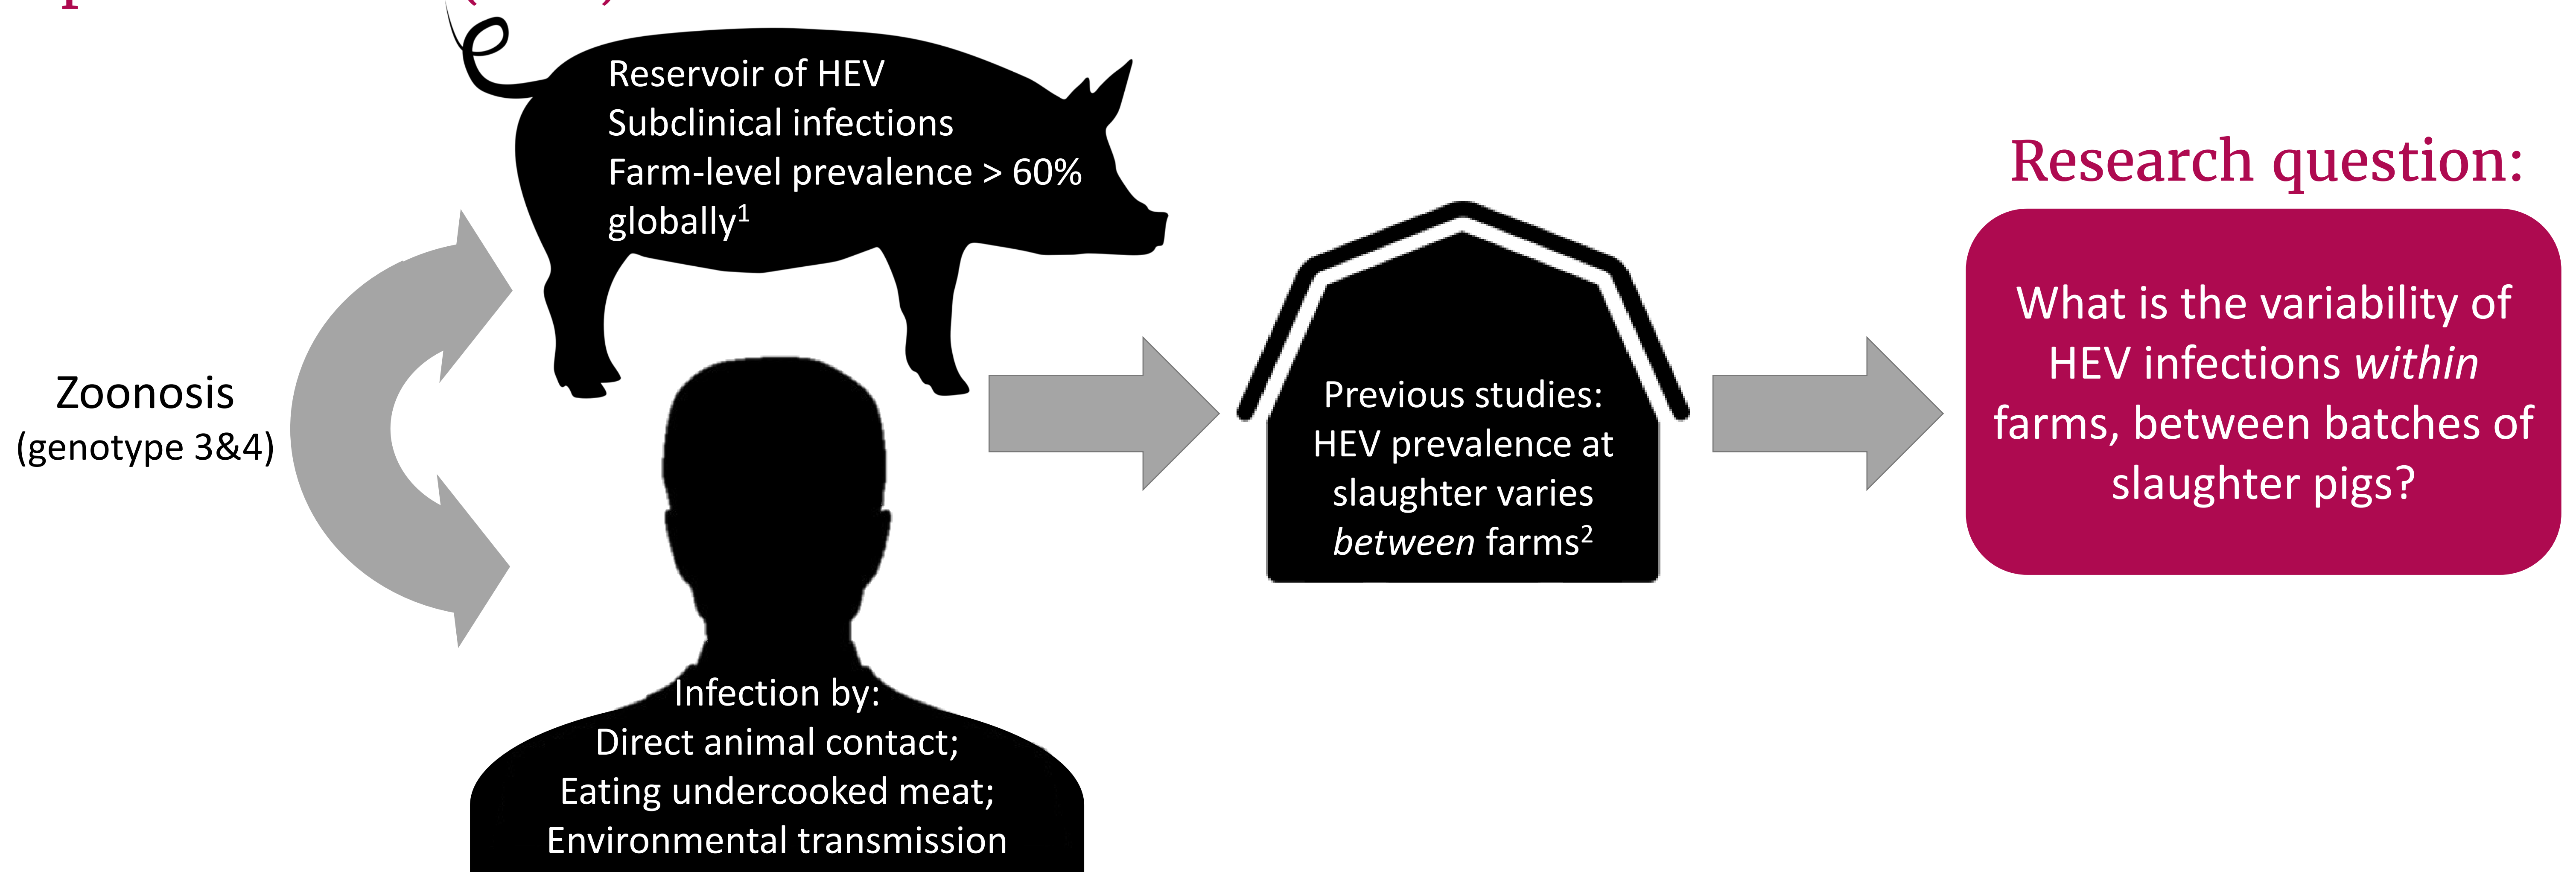 Reservoir of HEV
Subclinical infections
Farm-level prevalence > 60%
globally¹
Zoonosis
(genotype 3&4)
Infection by:
Direct animal contact;
Eating undercooked meat;
Environmental transmission
Previous studies:
HEV prevalence at
slaughter varies
between farms²
Research question:
What is the variability of
HEV infections within
farms, between batches of
slaughter pigs?